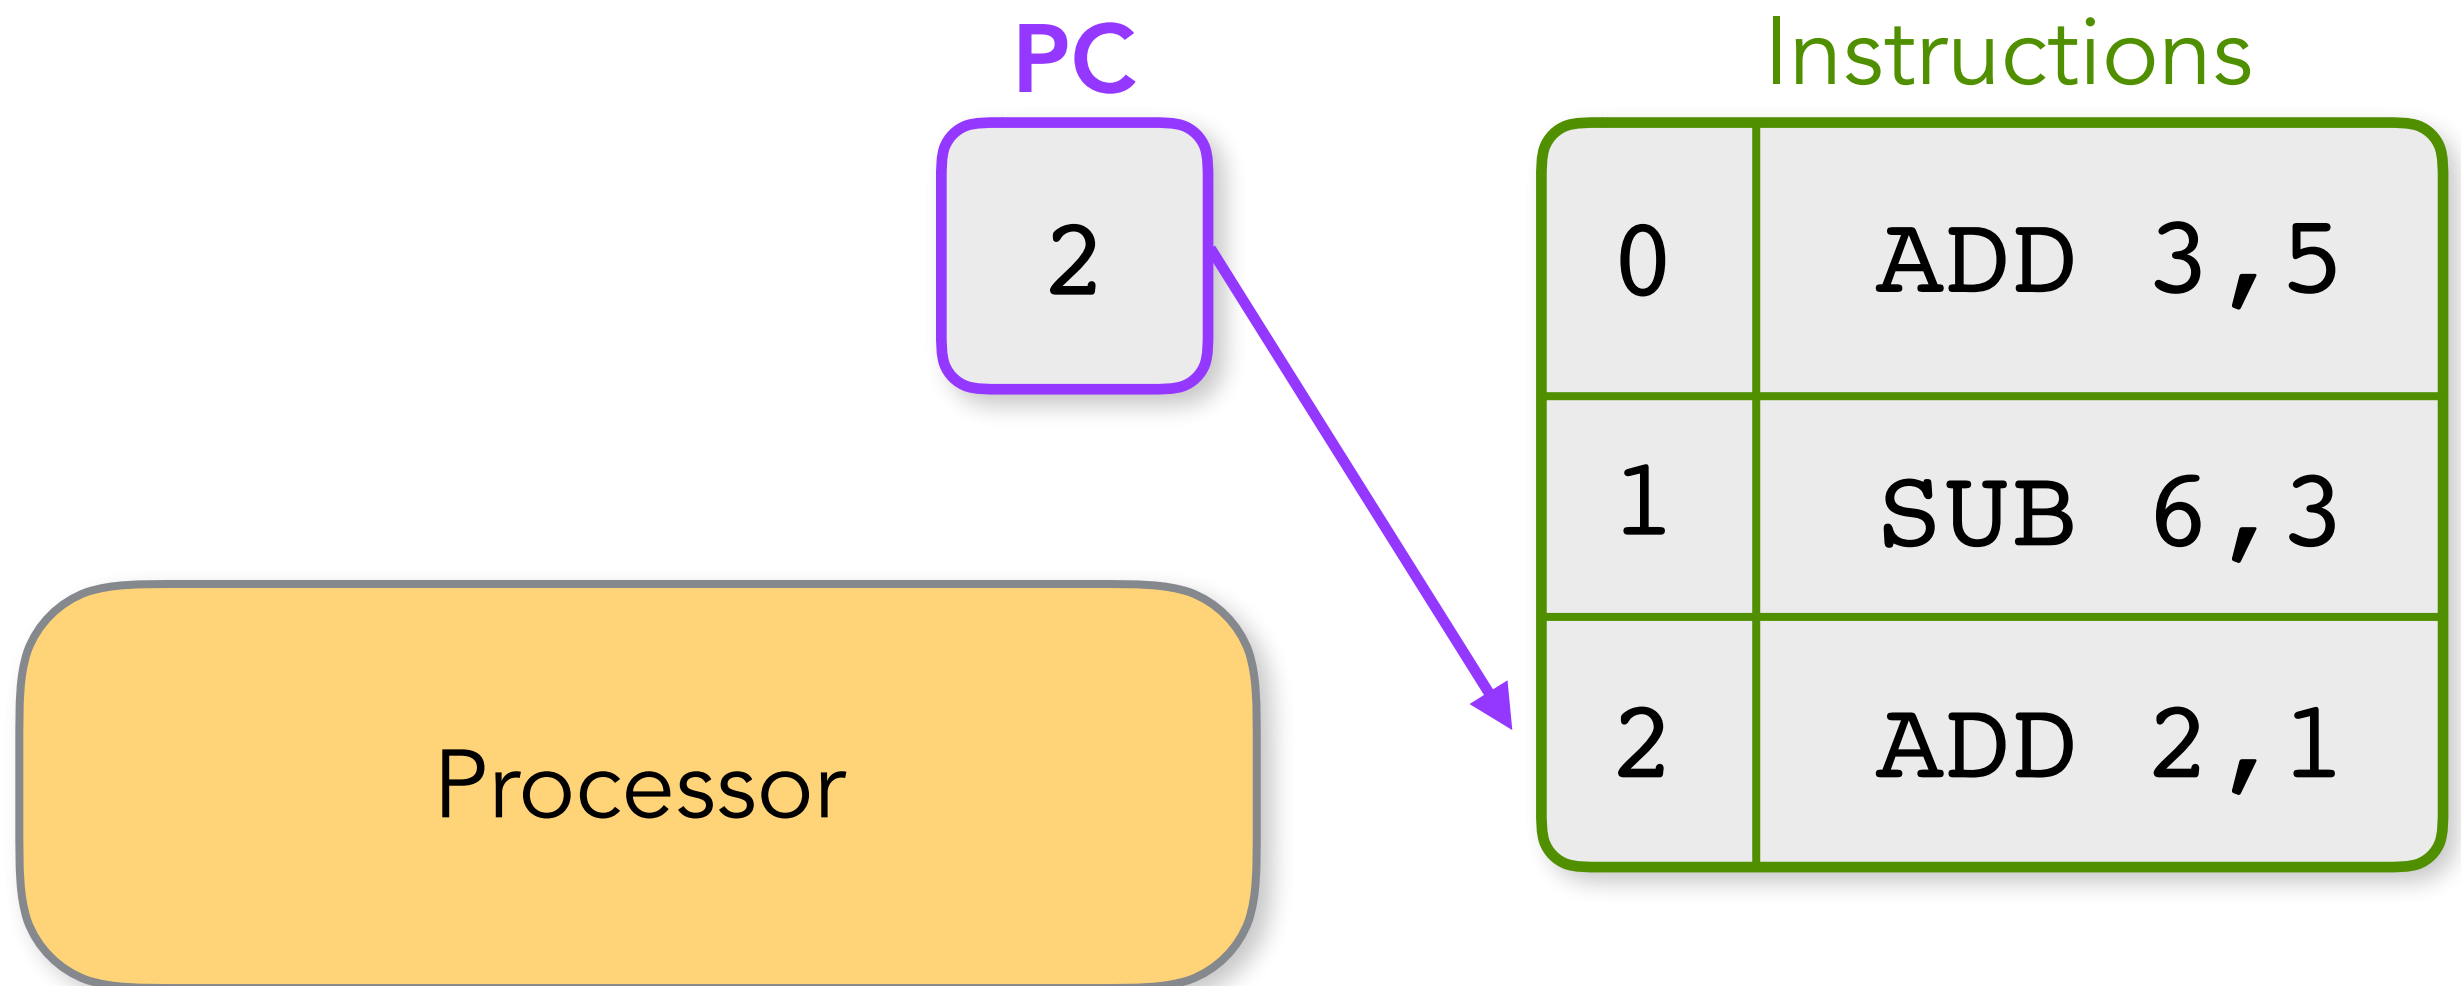 PC
2
Instructions
0 ADD 3,5
1 SUB 6,3
2 ADD 2,1
Processor